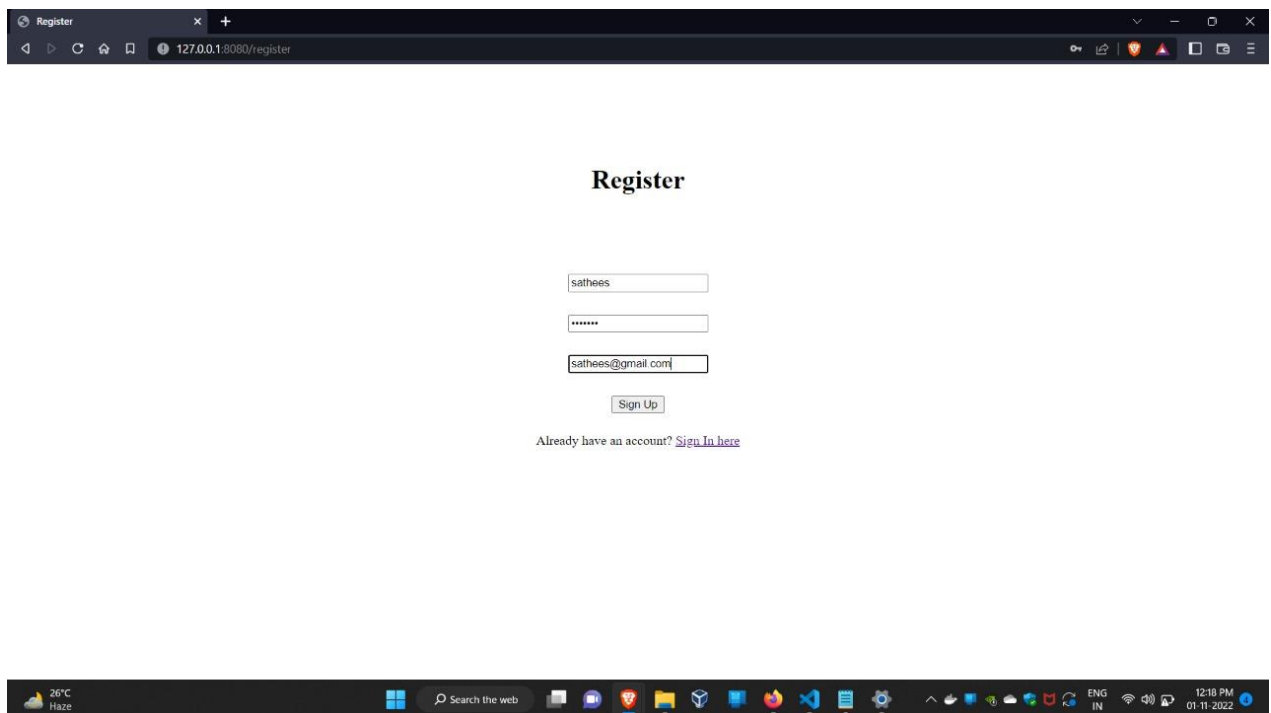 Register
127.0.0.1:8080/register
Register
sathees
•••••••
sathees@gmail.com
Sign Up
Already have an account? Sign In here
26°C
Haze
Search the web
ENG
IN
12:18 PM
01-11-2022